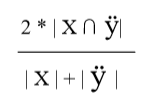 2 * | X ∩ ÿ|
| X | + | ÿ |